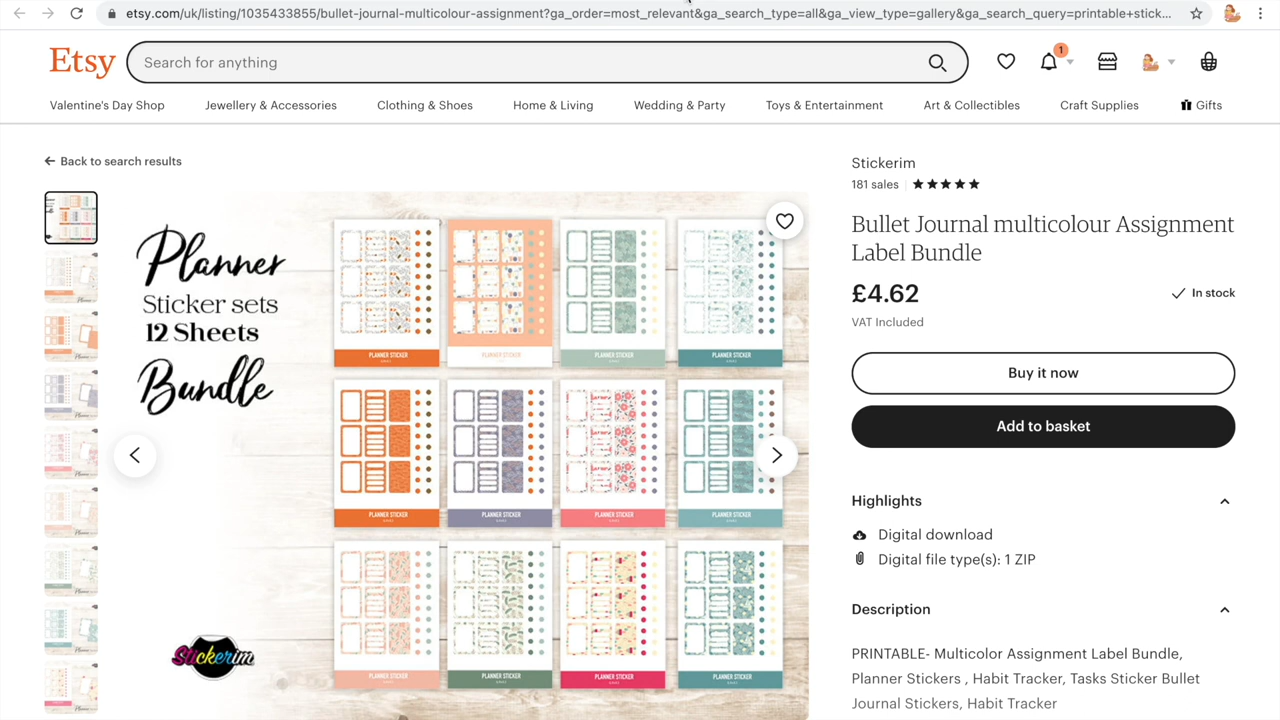 etsy.com/uk/listing/1035433855/bullet-journal-multicolour-assignment?ga_order=most_relevant&ga_search_type=all&ga_view_type=gallery&ga_search_query=printable+stick...
Etsy
Search for anything
1
Valentine's Day Shop
Jewellery & Accessories
Clothing & Shoes
Home & Living
Wedding & Party
Toys & Entertainment
Art & Collectibles
Craft Supplies
Gifts
Back to search results
Planner
Sticker sets
12 Sheets
Bundle
Stickerim
PLANNER STICKER
PLANNER STICKER
PLANNER STICKER
PLANNER STICKER
PLANNER STICKER
PLANNER STICKER
PLANNER STICKER
PLANNER STICKER
PLANNER STICKER
PLANNER STICKER
PLANNER STICKER
PLANNER STICKER
Stickerim
181 sales
Bullet Journal multicolour Assignment
Label Bundle
£4.62
In stock
VAT Included
Buy it now
Add to basket
Highlights
Digital download
Digital file type(s): 1 ZIP
Description
PRINTABLE- Multicolor Assignment Label Bundle,
Planner Stickers , Habit Tracker, Tasks Sticker Bullet
Journal Stickers, Habit Tracker